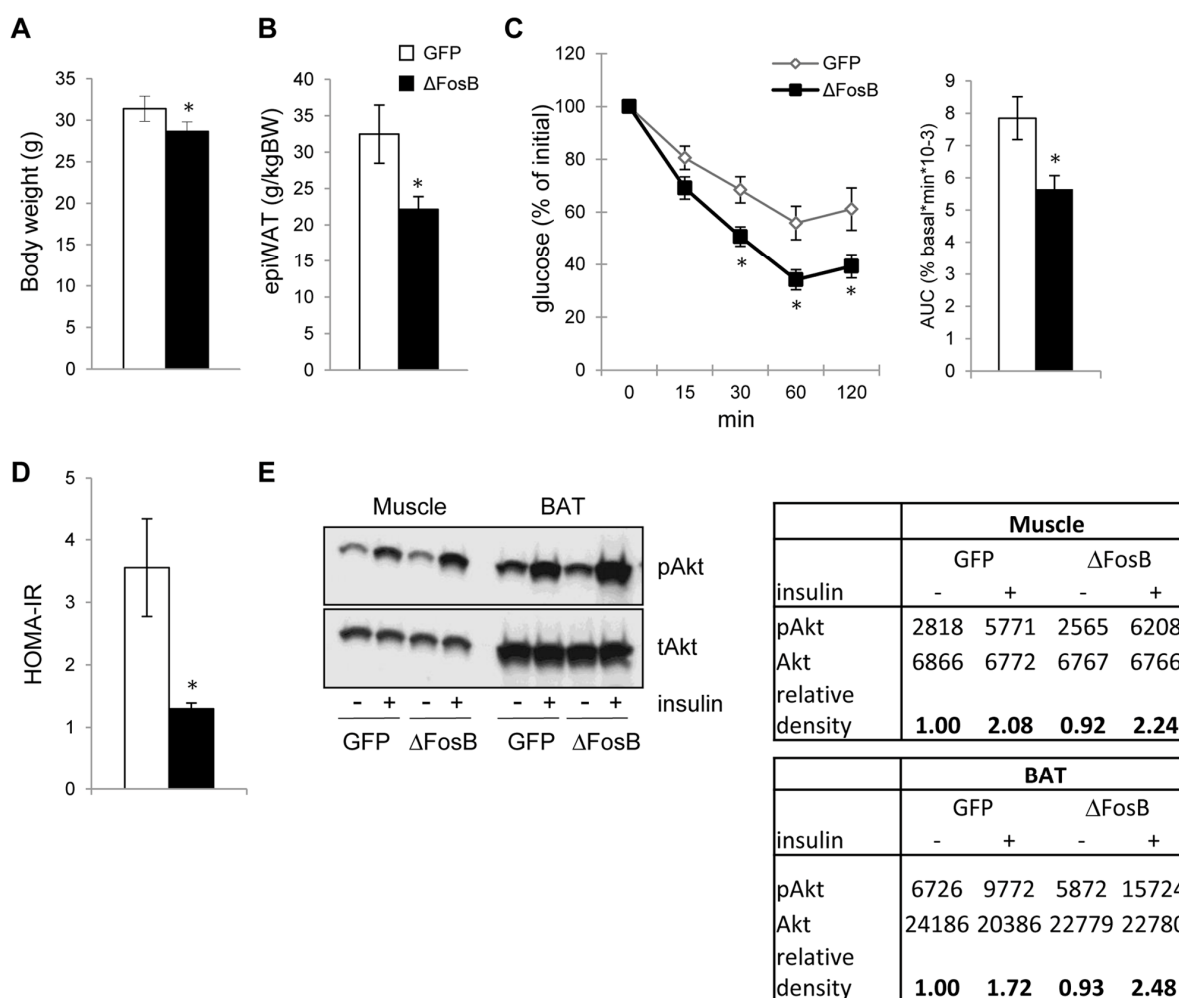 A
B
C
GFP
ΔFosB
Body weight (g)
35
30
25
20
15
10
5
0
*
epiWAT (g/kgBW)
40
35
30
25
20
15
10
5
0
*
glucose (% of initial)
120
100
80
60
40
20
0
GFP
ΔFosB
* * *
0 15 30 60 120
min
AUC (% basal*min*10-3)
9
8
7
6
5
4
3
2
1
0
*
D
E
HOMA-IR
5
4
3
2
1
0
*
Muscle BAT
pAkt
tAkt
- + - + - + - + insulin
GFP ΔFosB GFP ΔFosB
Muscle
GFP ΔFosB
insulin - + - +
pAkt 2818 5771 2565 6208
Akt 6866 6772 6767 6766
relative
density 1.00 2.08 0.92 2.24
BAT
GFP ΔFosB
insulin - + - +
pAkt 6726 9772 5872 15724
Akt 24186 20386 22779 22780
relative
density 1.00 1.72 0.93 2.48